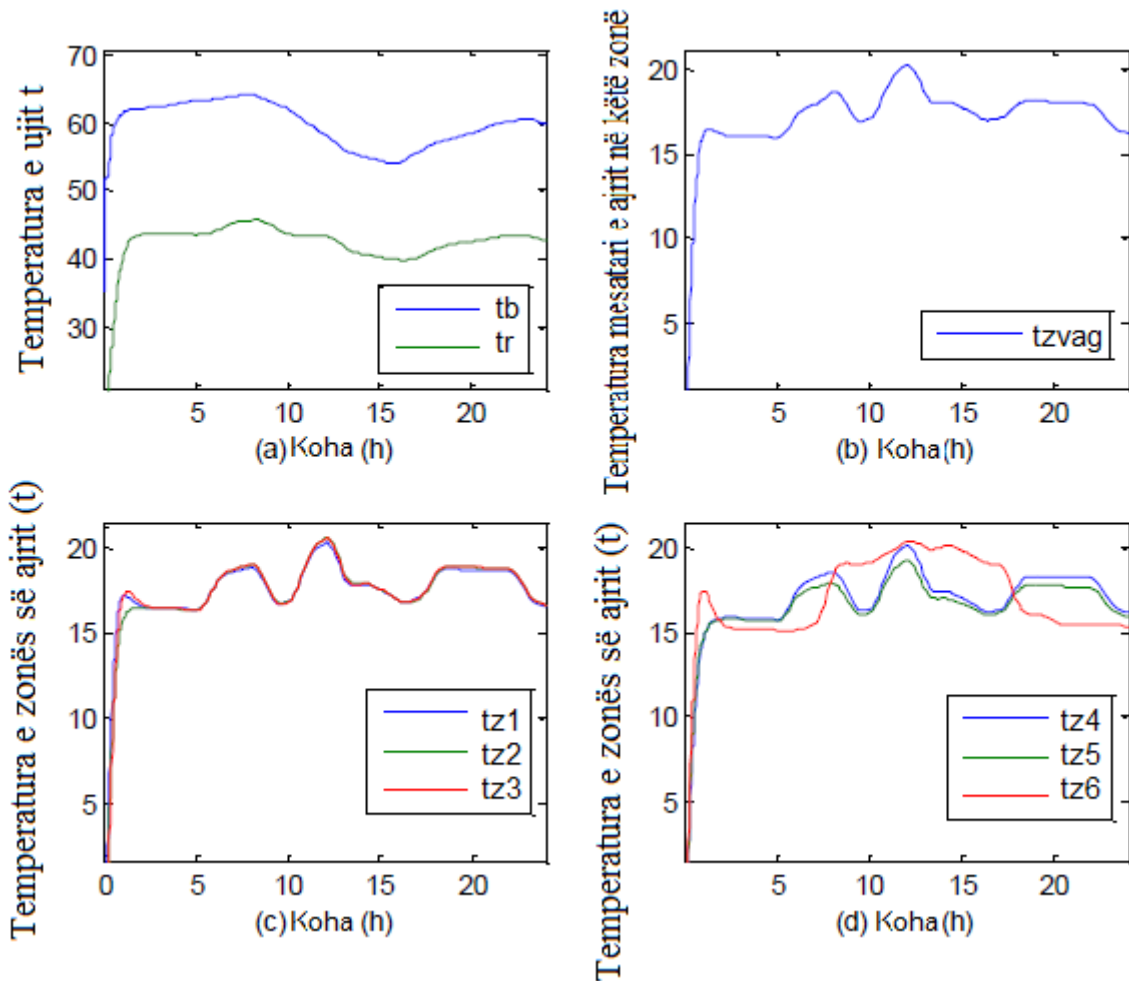 Temperatura e ujit t
70
60
50
40
30
5 10 15 20
(a) Koha (h)
tb
tr
Temperatura mesatari e ajrit në këtë zonë
20
15
10
5
5 10 15 20
(b) Koha(h)
tzvag
Temperatura e zonës së ajrit (t)
20
15
10
5
0 5 10 15 20
(c) Koha (h)
tz1
tz2
tz3
Temperatura e zonës së ajrit (t)
20
15
10
5
5 10 15 20
(d) Koha(h)
tz4
tz5
tz6